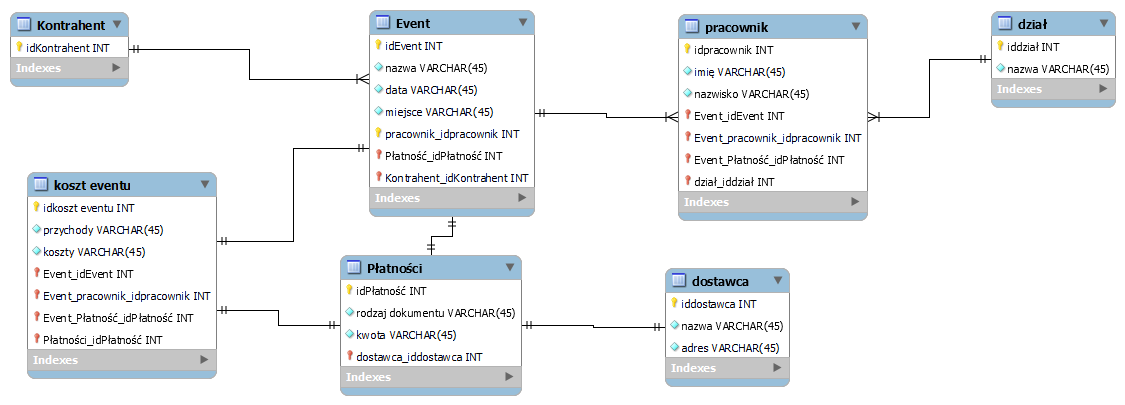 Kontrahent
idKontrahent INT
Indexes
Event
idEvent INT
nazwa VARCHAR(45)
data VARCHAR(45)
miejsce VARCHAR(45)
pracownik_idpracownik INT
Płatność_idPłatność INT
Kontrahent_idKontrahent INT
Indexes
pracownik
idpracownik INT
imię VARCHAR(45)
nazwisko VARCHAR(45)
Event_idEvent INT
Event_pracownik_idpracownik INT
Event_Płatność_idPłatność INT
dział_iddział INT
Indexes
dział
iddział INT
nazwa VARCHAR(45)
Indexes
koszt eventu
idkoszt eventu INT
przychody VARCHAR(45)
koszty VARCHAR(45)
Event_idEvent INT
Event_pracownik_idpracownik INT
Event_Płatność_idPłatność INT
Płatności_idPłatność INT
Indexes
Płatności
idPłatność INT
rodzaj dokumentu VARCHAR(45)
kwota VARCHAR(45)
dostawca_iddostawca INT
Indexes
dostawca
iddostawca INT
nazwa VARCHAR(45)
adres VARCHAR(45)
Indexes